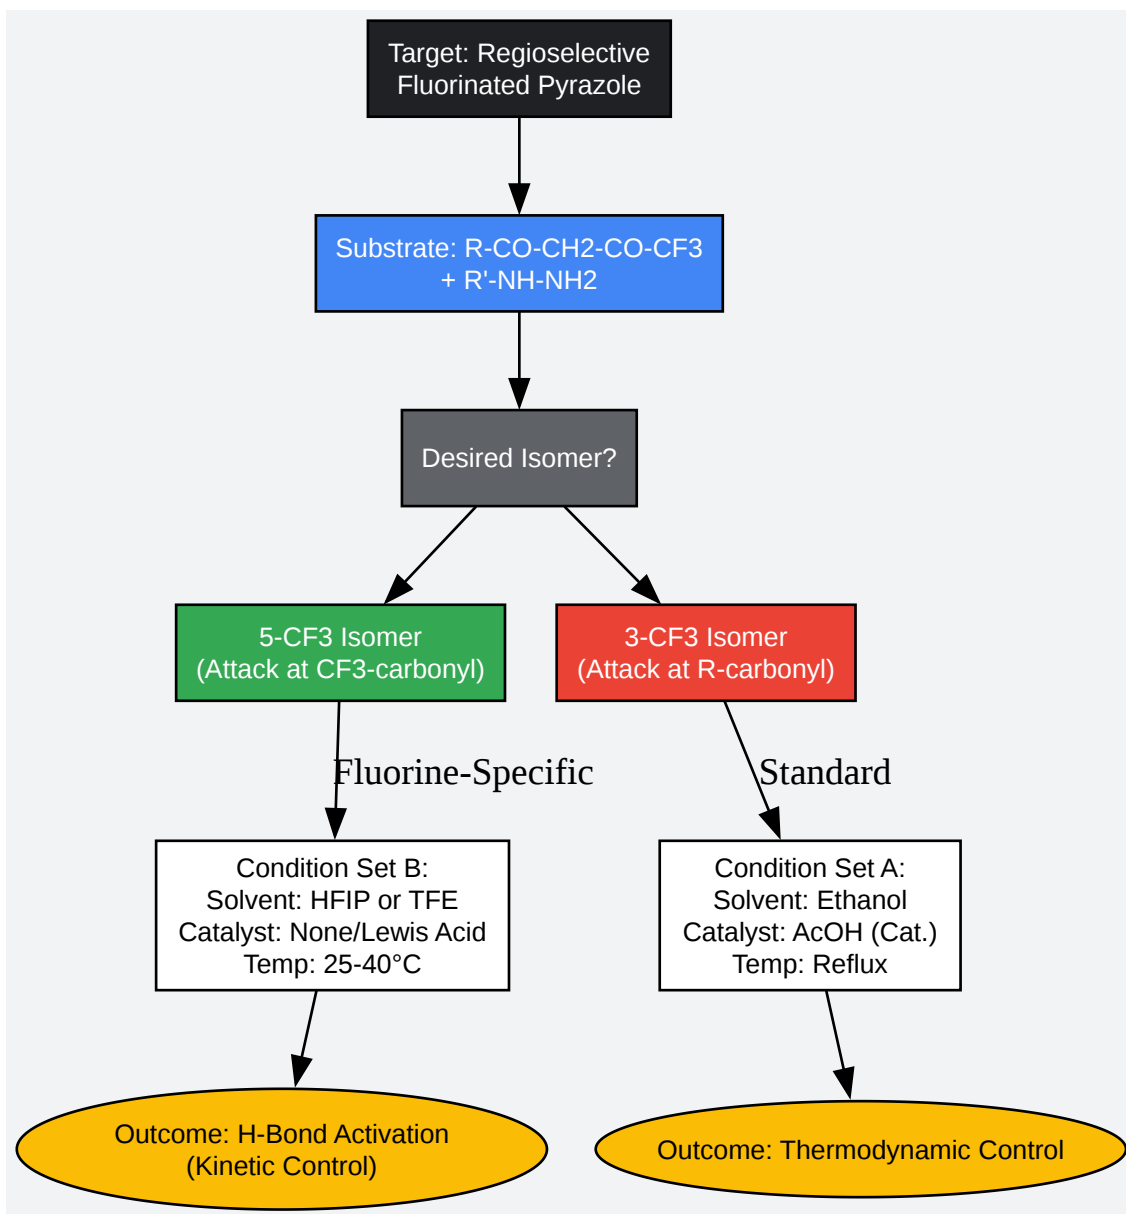 Target: Regioselective
Fluorinated Pyrazole
Substrate: R-CO-CH2-CO-CF3
+ R'-NH-NH2
Desired Isomer?
5-CF3 Isomer
(Attack at CF3-carbonyl)
3-CF3 Isomer
(Attack at R-carbonyl)
Fluorine-Specific
Standard
Condition Set B:
Solvent: HFIP or TFE
Catalyst: None/Lewis Acid
Temp: 25-40°C
Condition Set A:
Solvent: Ethanol
Catalyst: AcOH (Cat.)
Temp: Reflux
Outcome: H-Bond Activation
(Kinetic Control)
Outcome: Thermodynamic Control